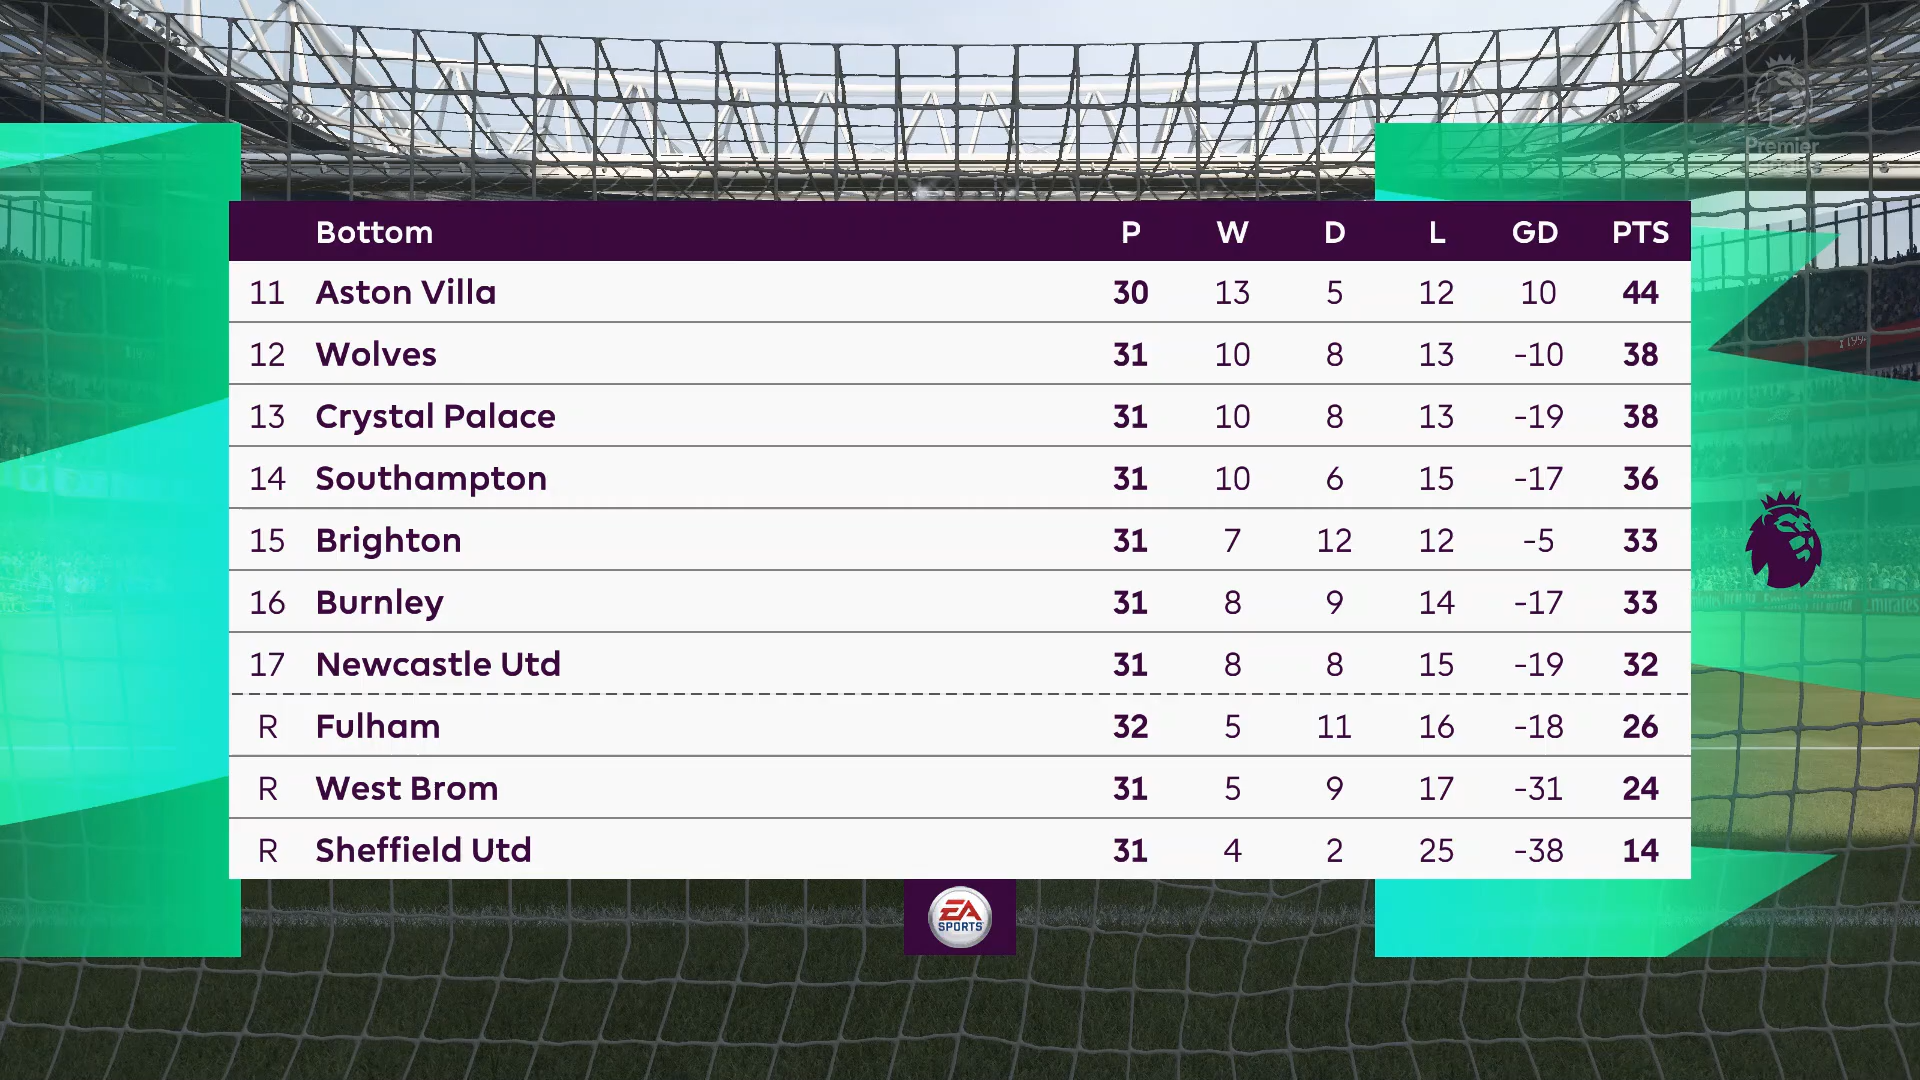 Premier
Bottom P W D L GD PTS
11 Aston Villa 30 13 5 12 10 44
12 Wolves 31 10 8 13 -10 38
13 Crystal Palace 31 10 8 13 -19 38
14 Southampton 31 10 6 15 -17 36
15 Brighton 31 7 12 12 -5 33
16 Burnley 31 8 9 14 -17 33
17 Newcastle Utd 31 8 8 15 -19 32
R Fulham 32 5 11 16 -18 26
R West Brom 31 5 9 17 -31 24
R Sheffield Utd 31 4 2 25 -38 14
EA
SPORTS